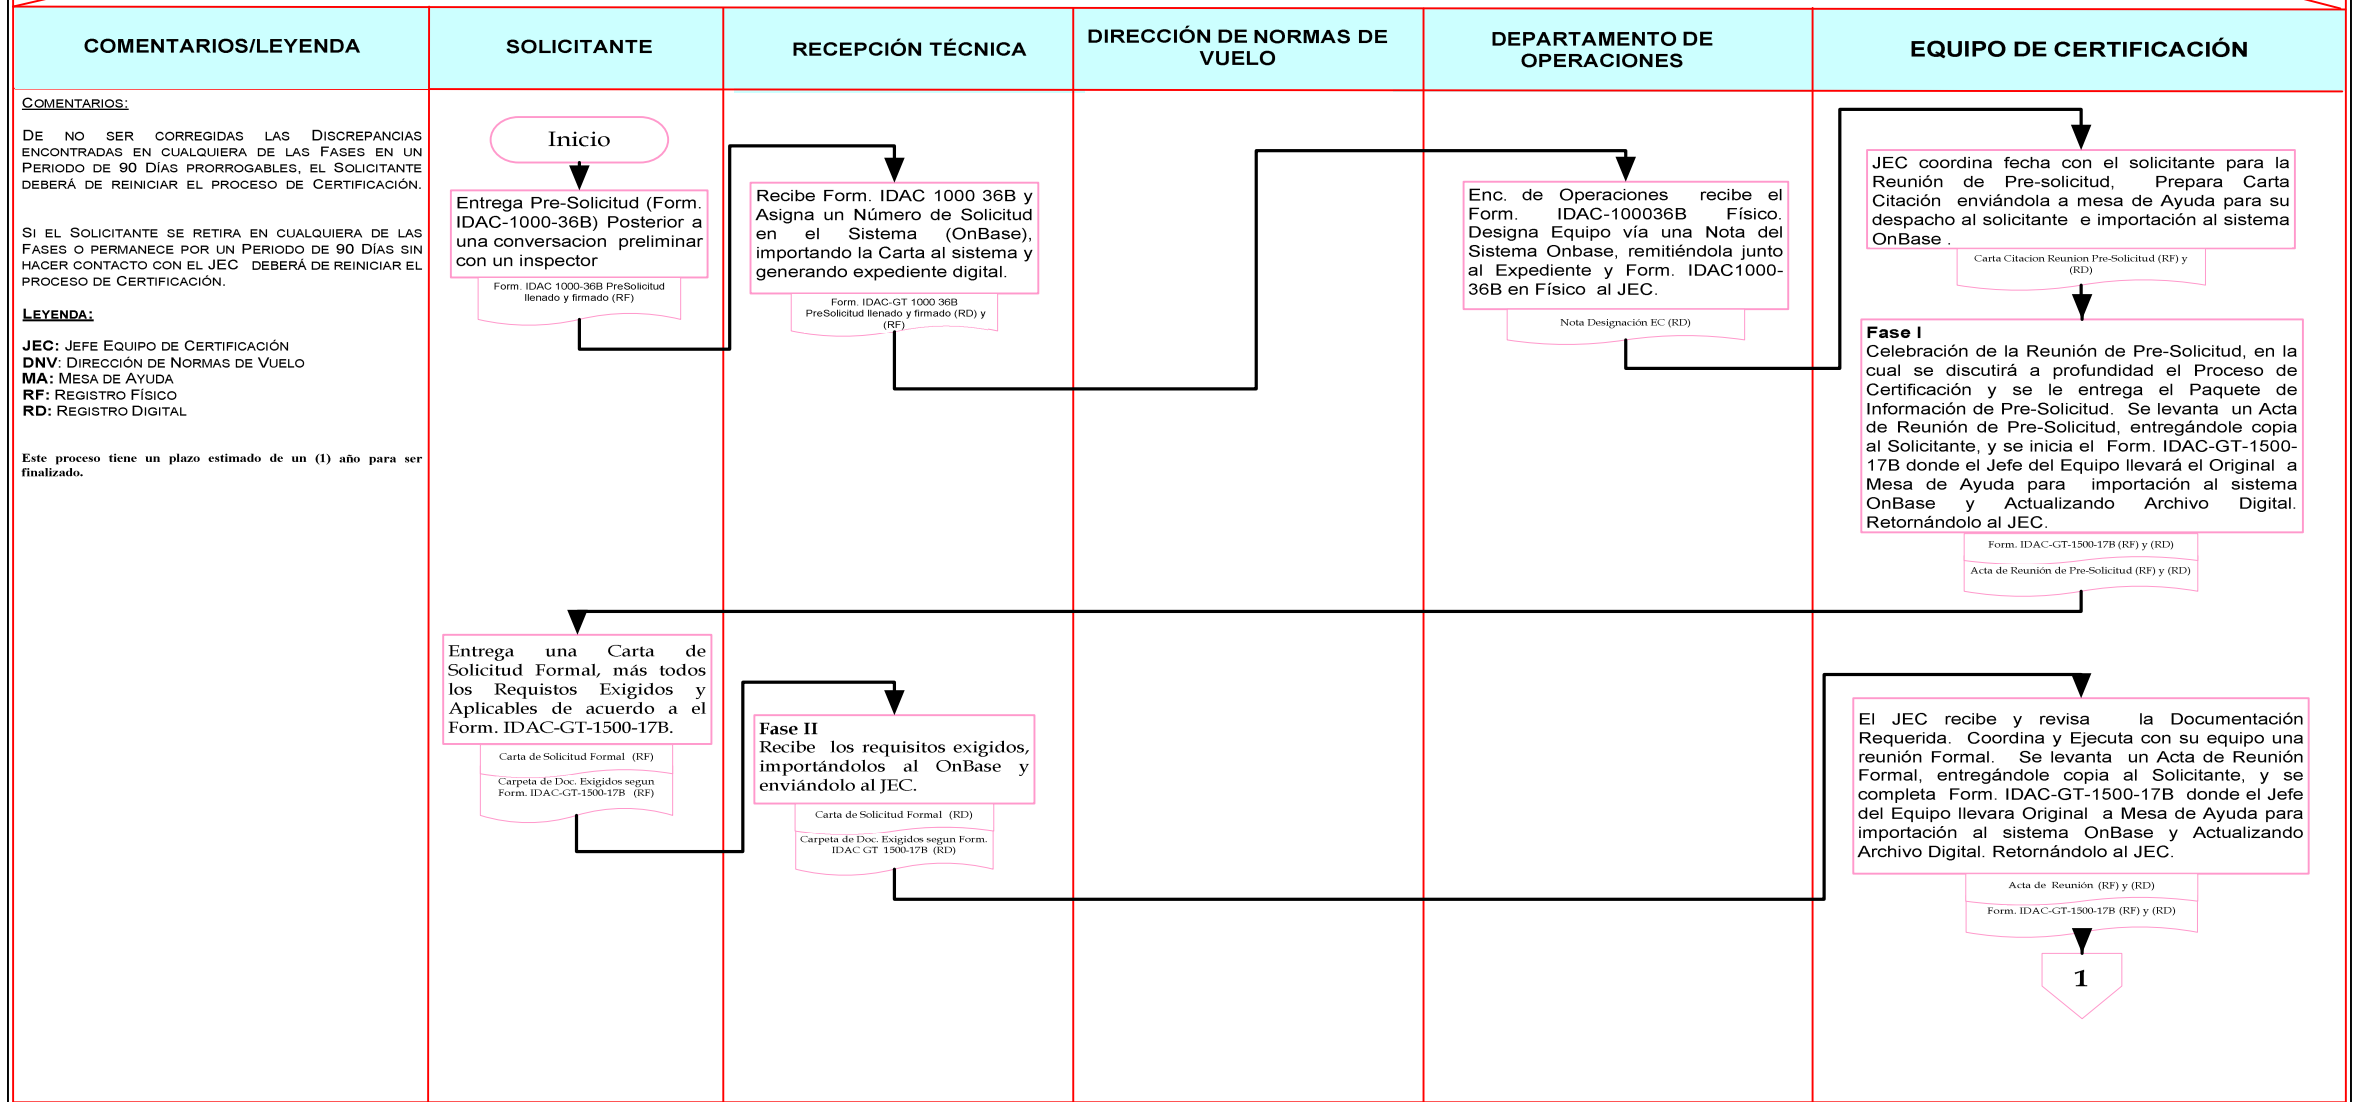 COMENTARIOS/LEYENDA
SOLICITANTE
RECEPCIÓN TÉCNICA
DIRECCIÓN DE NORMAS DE
VUELO
DEPARTAMENTO DE
OPERACIONES
EQUIPO DE CERTIFICACIÓN
COMENTARIOS:
DE NO SER CORREGIDAS LAS DISCREPANCIAS
ENCONTRADAS EN CUALQUIERA DE LAS FASES EN UN
PERIODO DE 90 DÍAS PRORROGABLES, EL SOLICITANTE
DEBERÁ DE REINICIAR EL PROCESO DE CERTIFICACIÓN.
SI EL SOLICITANTE SE RETIRA EN CUALQUIERA DE LAS
FASES O PERMANECE POR UN PERIODO DE 90 DÍAS SIN
HACER CONTACTO CON EL JEC DEBERÁ DE REINICIAR EL
PROCESO DE CERTIFICACIÓN.
LEYENDA:
JEC: JEFE EQUIPO DE CERTIFICACIÓN
DNV: DIRECCIÓN DE NORMAS DE VUELO
MA: MESA DE AYUDA
RF: REGISTRO FÍSICO
RD: REGISTRO DIGITAL
Este proceso tiene un plazo estimado de un (1) año para ser
finalizado.
Inicio
Entrega Pre-Solicitud (Form.
IDAC-1000-36B) Posterior a
una conversacion preliminar
con un inspector
Form. IDAC 1000-36B PreSolicitud
llenado y firmado (RF)
Recibe Form. IDAC 1000 36B y
Asigna un Número de Solicitud
en el Sistema (OnBase),
importando la Carta al sistema y
generando expediente digital.
Form. IDAC-GT 1000 36B
PreSolicitud llenado y firmado (RD) y
(RF)
Enc. de Operaciones recibe el
Form. IDAC-100036B Físico.
Designa Equipo vía una Nota del
Sistema Onbase, remitiéndola junto
al Expediente y Form. IDAC1000-
36B en Físico al JEC.
Nota Designación EC (RD)
JEC coordina fecha con el solicitante para la
Reunión de Pre-solicitud, Prepara Carta
Citación enviándola a mesa de Ayuda para su
despacho al solicitante e importación al sistema
OnBase .
Carta Citacion Reunion Pre-Solicitud (RF) y
(RD)
Fase I
Celebración de la Reunión de Pre-Solicitud, en la
cual se discutirá a profundidad el Proceso de
Certificación y se le entrega el Paquete de
Información de Pre-Solicitud. Se levanta un Acta
de Reunión de Pre-Solicitud, entregándole copia
al Solicitante, y se inicia el Form. IDAC-GT-1500-
17B donde el Jefe del Equipo llevará el Original a
Mesa de Ayuda para importación al sistema
OnBase y Actualizando Archivo Digital.
Retornándolo al JEC.
Form. IDAC-GT-1500-17B (RF) y (RD)
Acta de Reunión de Pre-Solicitud (RF) y (RD)
Entrega una Carta de
Solicitud Formal, más todos
los Requistos Exigidos y
Aplicables de acuerdo a el
Form. IDAC-GT-1500-17B.
Carta de Solicitud Formal (RF)
Carpeta de Doc. Exigidos segun
Form. IDAC-GT-1500-17B (RF)
Fase II
Recibe los requisitos exigidos,
importándolos al OnBase y
enviándolo al JEC.
Carta de Solicitud Formal (RD)
Carpeta de Doc. Exigidos segun Form.
IDAC GT 1500-17B (RD)
El JEC recibe y revisa la Documentación
Requerida. Coordina y Ejecuta con su equipo una
reunión Formal. Se levanta un Acta de Reunión
Formal, entregándole copia al Solicitante, y se
completa Form. IDAC-GT-1500-17B donde el Jefe
del Equipo llevara Original a Mesa de Ayuda para
importación al sistema OnBase y Actualizando
Archivo Digital. Retornándolo al JEC.
Acta de Reunión (RF) y (RD)
Form. IDAC-GT-1500-17B (RF) y (RD)
1